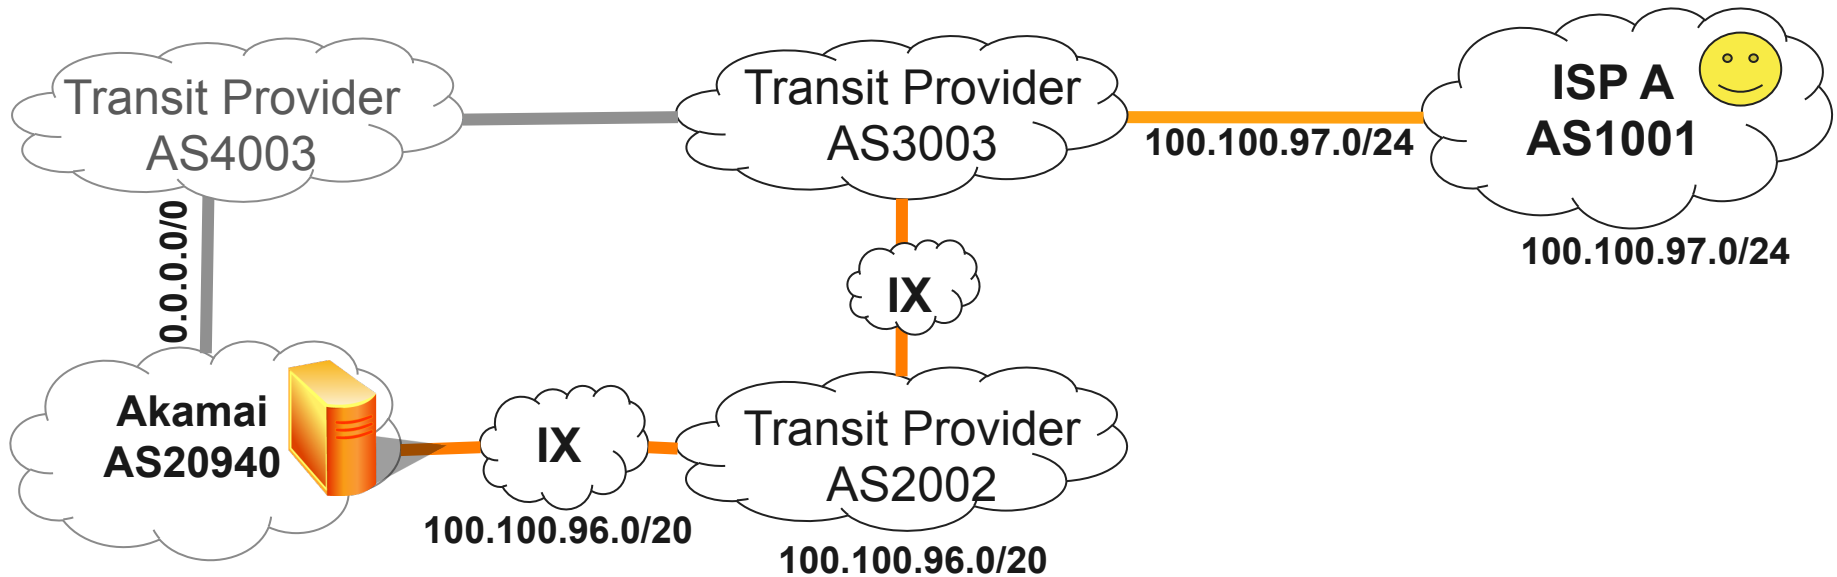 Transit Provider
AS4003
Transit Provider
AS3003
100.100.97.0/24
ISP A
AS1001
100.100.97.0/24
0.0.0.0/0
IX
Akamai
AS20940
IX
100.100.96.0/20
Transit Provider
AS2002
100.100.96.0/20